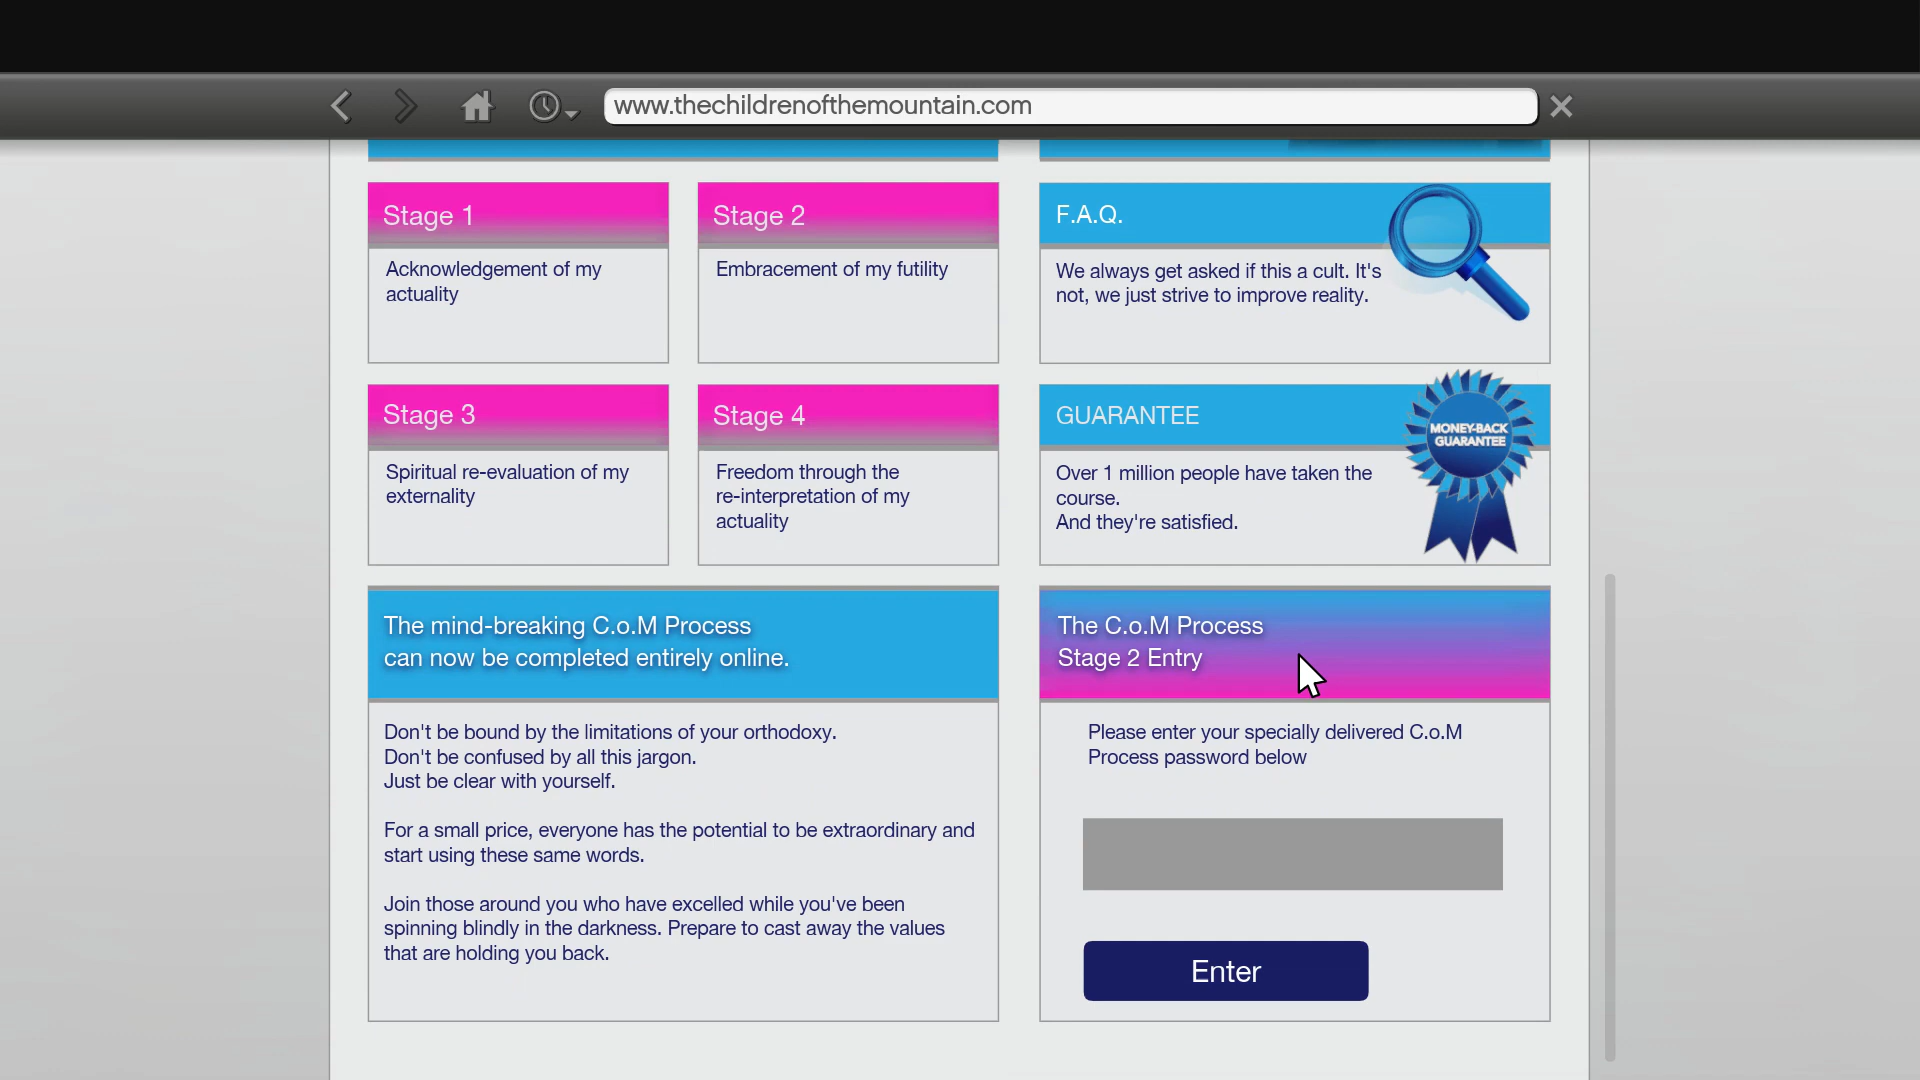 www.thechildrenofthemountain.com
Stage 1
Acknowledgement of my
actuality
Stage 2
Embracement of my futility
F.A.Q.
We always get asked if this a cult. It's
not, we just strive to improve reality.
Stage 3
Spiritual re-evaluation of my
externality
Stage 4
Freedom through the
re-interpretation of my
actuality
GUARANTEE
MONEY-BACK
GUARANTEE
Over 1 million people have taken the
course.
And they're satisfied.
The mind-breaking C.o.M Process
can now be completed entirely online.
Don't be bound by the limitations of your orthodoxy.
Don't be confused by all this jargon.
Just be clear with yourself.
For a small price, everyone has the potential to be extraordinary and
start using these same words.
Join those around you who have excelled while you've been
spinning blindly in the darkness. Prepare to cast away the values
that are holding you back.
The C.o.M Process
Stage 2 Entry
Please enter your specially delivered C.o.M
Process password below
Enter